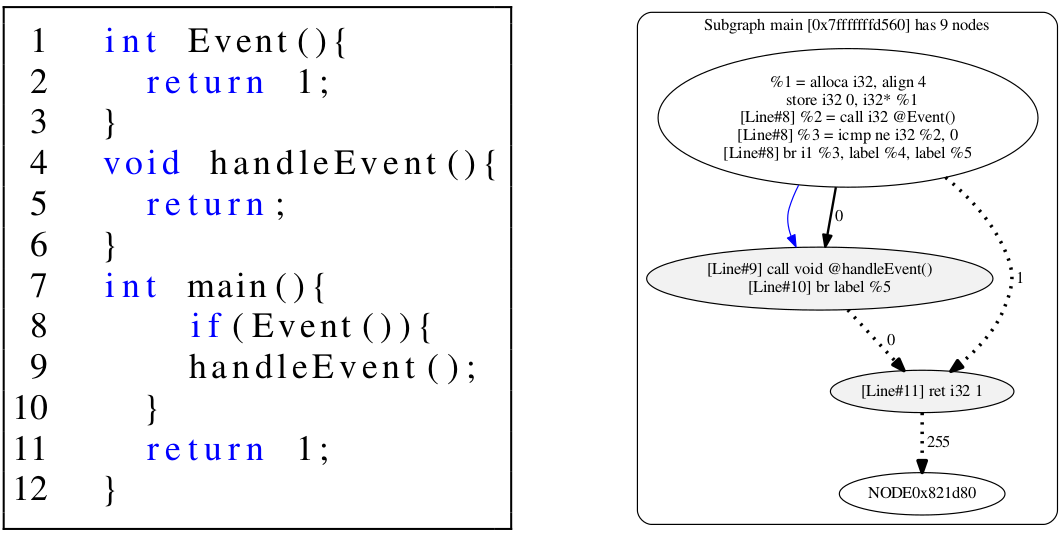 1 int Event(){
2 return 1;
3 }
4 void handleEvent(){
5 return;
6 }
7 int main(){
8 if(Event()){
9 handleEvent();
10 }
11 return 1;
12 }
Subgraph main [0x7fffffffd560] has 9 nodes
%1 = alloca i32, align 4
store i32 0, i32* %1
[Line#8] %2 = call i32 @Event()
[Line#8] %3 = icmp ne i32 %2, 0
[Line#8] br i1 %3, label %4, label %5
0
[Line#9] call void @handleEvent()
[Line#10] br label %5
1
0
[Line#11] ret i32 1
255
NODE0x821d80